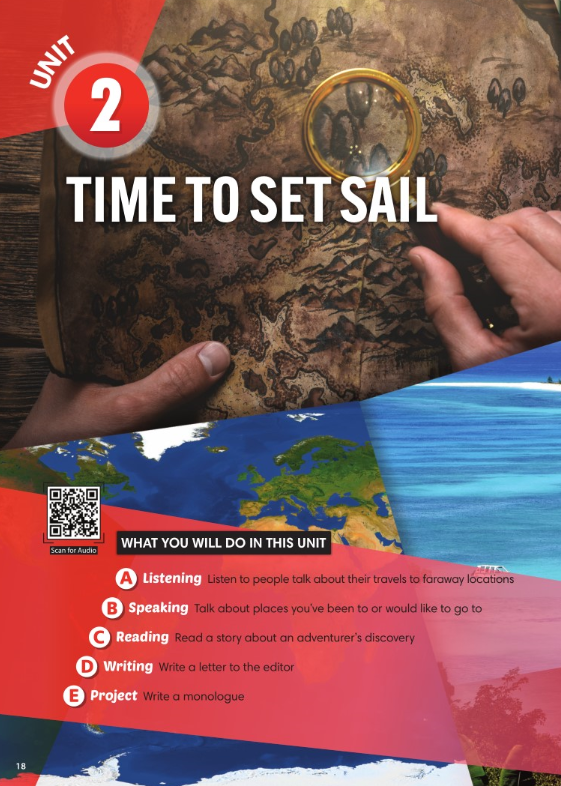 UNIT
2
TIME TO SET SAIL
Scan for Audio
WHAT YOU WILL DO IN THIS UNIT
A Listening Listen to people talk about their travels to faraway locations
B Speaking Talk about places you've been to or would like to go to
C Reading Read a story about an adventurer's discovery
D Writing Write a letter to the editor
E Project Write a monologue
18